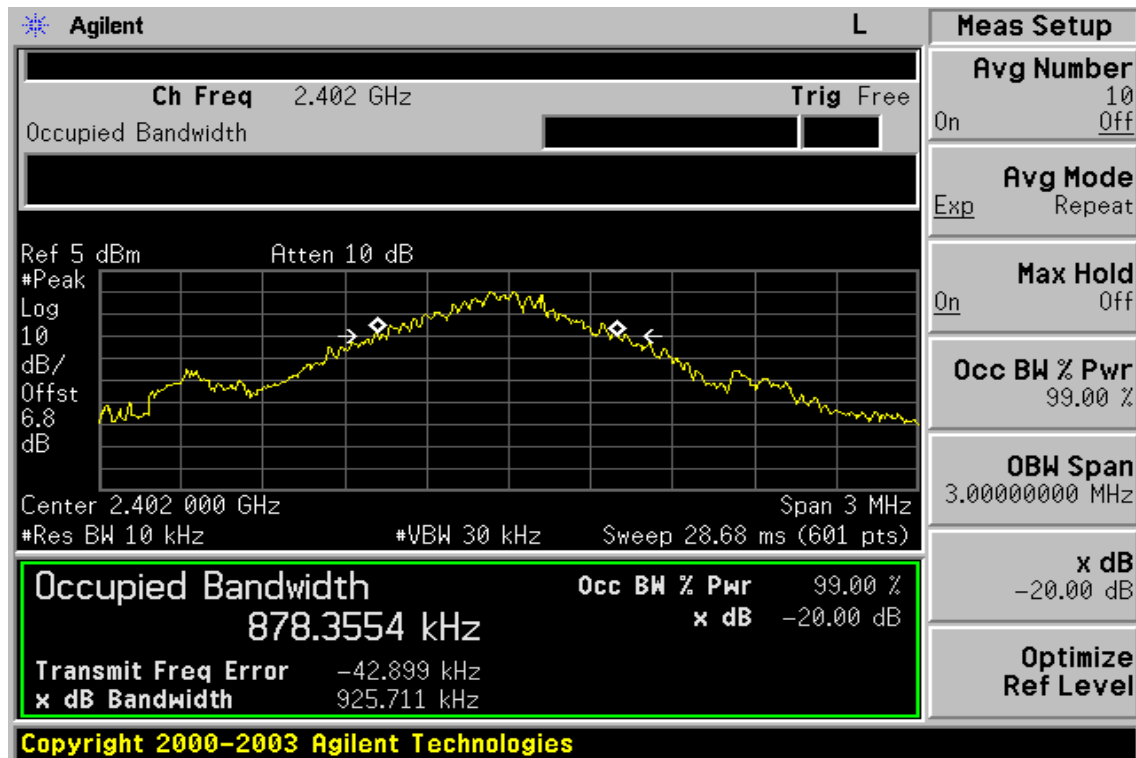 Agilent L
Ch Freq 2.402 GHz Trig Free
Occupied Bandwidth
Ref 5 dBm Atten 10 dB
#Peak
Log
10
dB/
Offst
6.8
dB
Center 2.402 000 GHz Span 3 MHz
#Res BW 10 kHz #VBW 30 kHz Sweep 28.68 ms (601 pts)
Occupied Bandwidth Occ BW % Pwr 99.00 %
878.3554 kHz x dB -20.00 dB
Transmit Freq Error -42.899 kHz
x dB Bandwidth 925.711 kHz
Copyright 2000-2003 Agilent Technologies
Meas Setup
Avg Number
10
On Off
Avg Mode
Exp Repeat
Max Hold
On Off
Occ BW % Pwr
99.00 %
OBW Span
3.00000000 MHz
x dB
-20.00 dB
Optimize
Ref Level